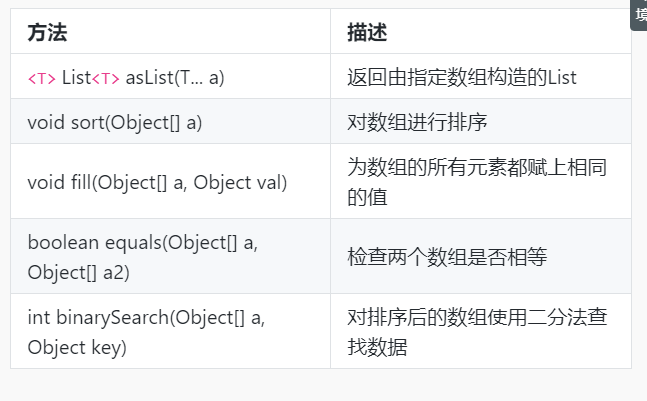 境
方法 描述
<T> List<T> asList(T... a) 返回由指定数组构造的List
void sort(Object[] a) 对数组进行排序
void fill(Object[] a, Object val) 为数组的所有元素都赋上相同
的值
boolean equals(Object[] a, 检查两个数组是否相等
Object[] a2)
int binarySearch(Object[] a, 对排序后的数组使用二分法查
Object key) 找数据